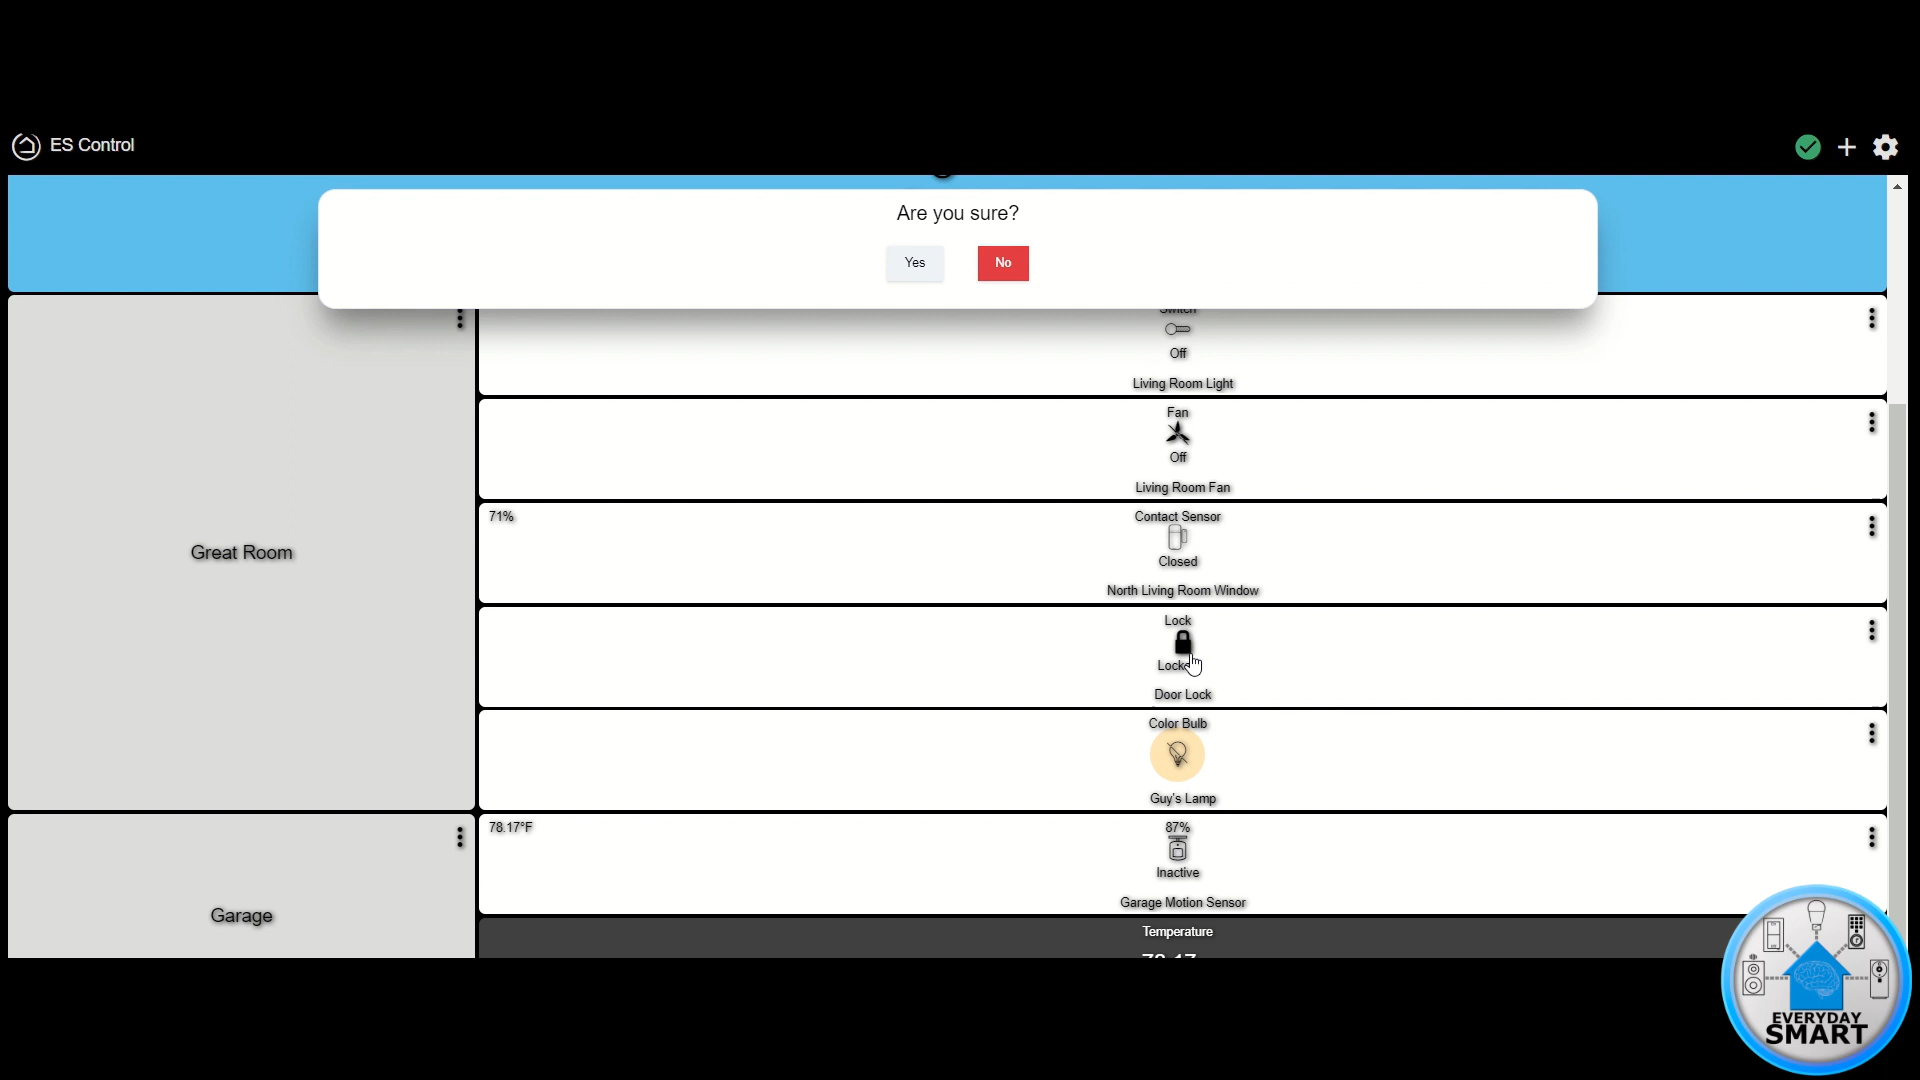 ES Control
Are you sure?
Yes
No
Switch
Off
Living Room Light
Fan
Off
Living Room Fan
71%
Contact Sensor
Closed
North Living Room Window
Great Room
Lock
Door Lock
Color Bulb
Guy's Lamp
78.17°F
87%
Inactive
Garage Motion Sensor
Garage
Temperature
EVERYDAY
SMART